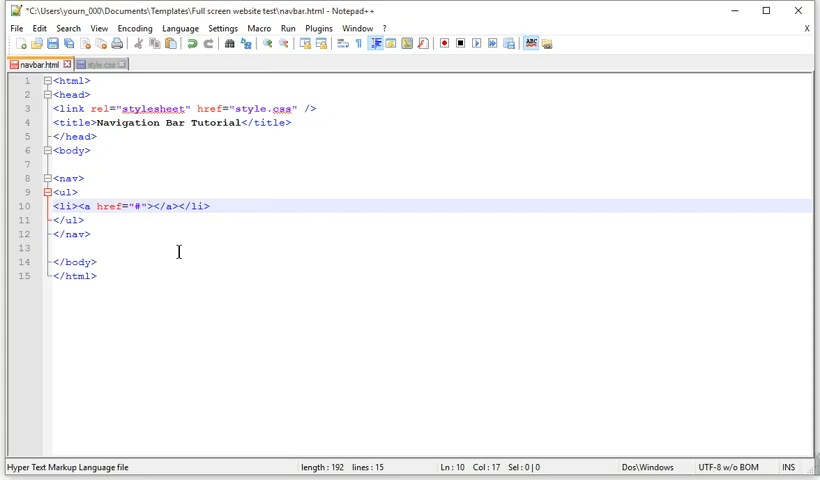 *C:\Users\yourn_000\Documents\Templates\Full screen website test\navbar.html - Notepad++
File Edit Search View Encoding Language Settings Macro Run Plugins Window ? X
navbar.html style.css
1 <html>
2 <head>
3 <link rel="stylesheet" href="style.css" />
4 <title>Navigation Bar Tutorial</title>
5 </head>
6 <body>
7
8 <nav>
9 <ul>
10 <li><a href="#"></a></li>
11 </ul>
12 </nav>
13
14 </body>
15 </html>
Hyper Text Markup Language file length : 192 lines : 15 Ln : 10 Col : 17 Sel : 0 | 0 Dos\Windows UTF-8 w/o BOM INS